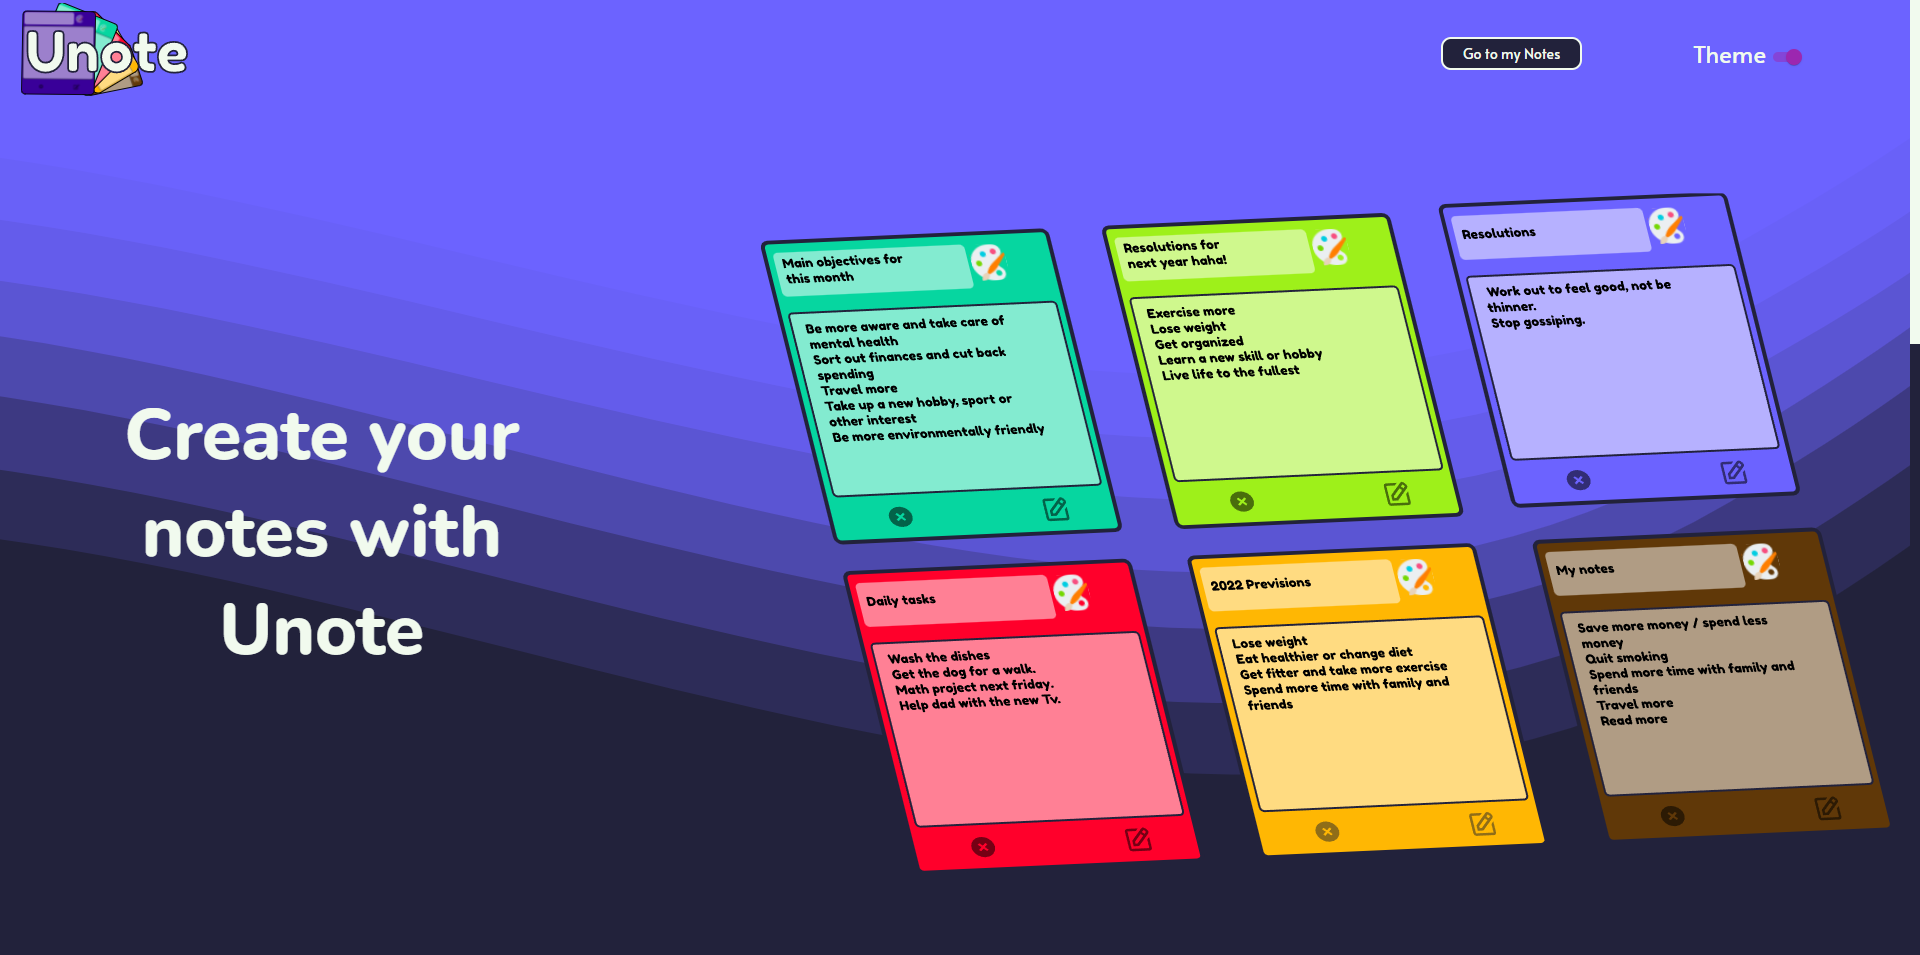 Unote
Go to my Notes
Theme
Create your
notes with
Unote
Main objectives for
this month
Be more aware and take care of
mental health
Sort out finances and cut back
spending
Travel more
Take up a new hobby, sport or
other interest
Be more environmentally friendly
Resolutions for
next year haha!
Exercise more
Lose weight
Get organized
Learn a new skill or hobby
Live life to the fullest
Resolutions
Work out to feel good, not be
thinner.
Stop gossiping.
Daily tasks
Wash the dishes
Get the dog for a walk.
Math project next friday.
Help dad with the new Tv.
2022 Previsions
Lose weight
Eat healthier or change diet
Get fitter and take more exercise
Spend more time with family and
friends
My notes
Save more money / spend less
money
Quit smoking
Spend more time with family and
friends
Travel more
Read more